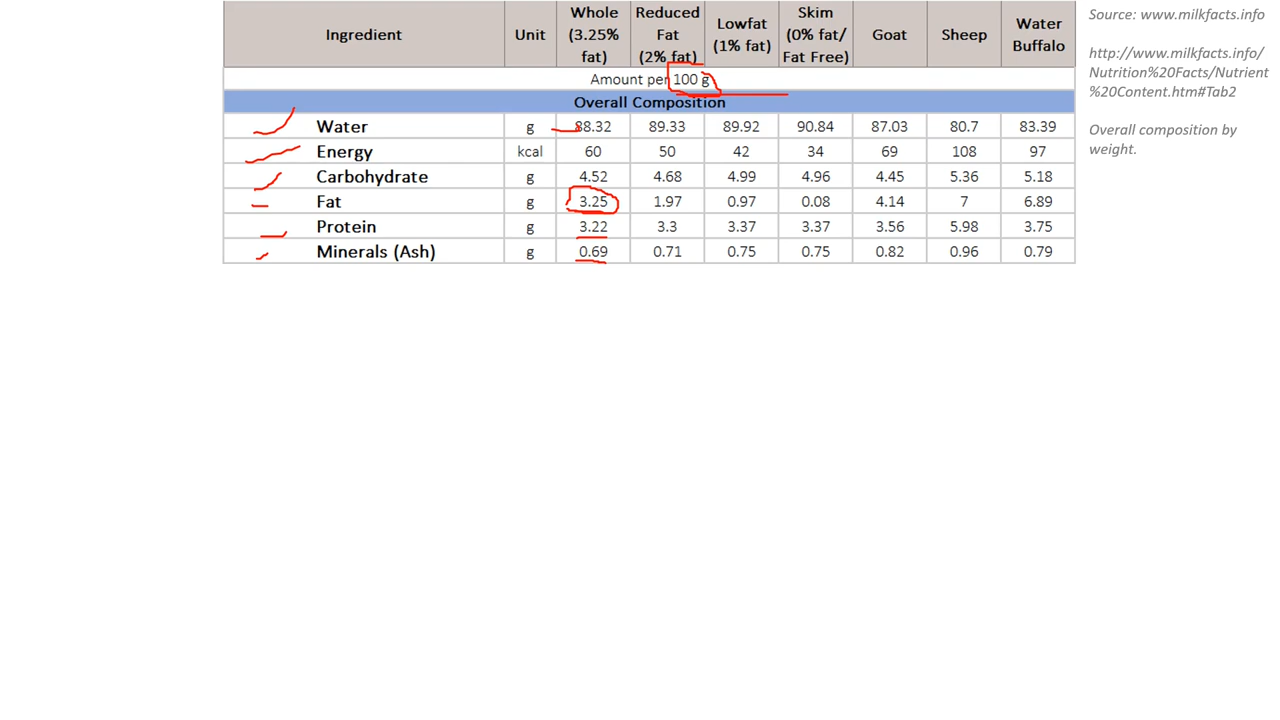 Ingredient Unit Whole (3.25% fat) Reduced Fat (2% fat) Lowfat (1% fat) Skim (0% fat/ Fat Free) Goat Sheep Water Buffalo
Amount per 100 g
Overall Composition
Water g 88.32 89.33 89.92 90.84 87.03 80.7 83.39
Energy kcal 60 50 42 34 69 108 97
Carbohydrate g 4.52 4.68 4.99 4.96 4.45 5.36 5.18
Fat g 3.25 1.97 0.97 0.08 4.14 7 6.89
Protein g 3.22 3.3 3.37 3.37 3.56 5.98 3.75
Minerals (Ash) g 0.69 0.71 0.75 0.75 0.82 0.96 0.79
Source: www.milkfacts.info
http://www.milkfacts.info/
Nutrition%20Facts/Nutrient
%20Content.htm#Tab2
Overall composition by
weight.